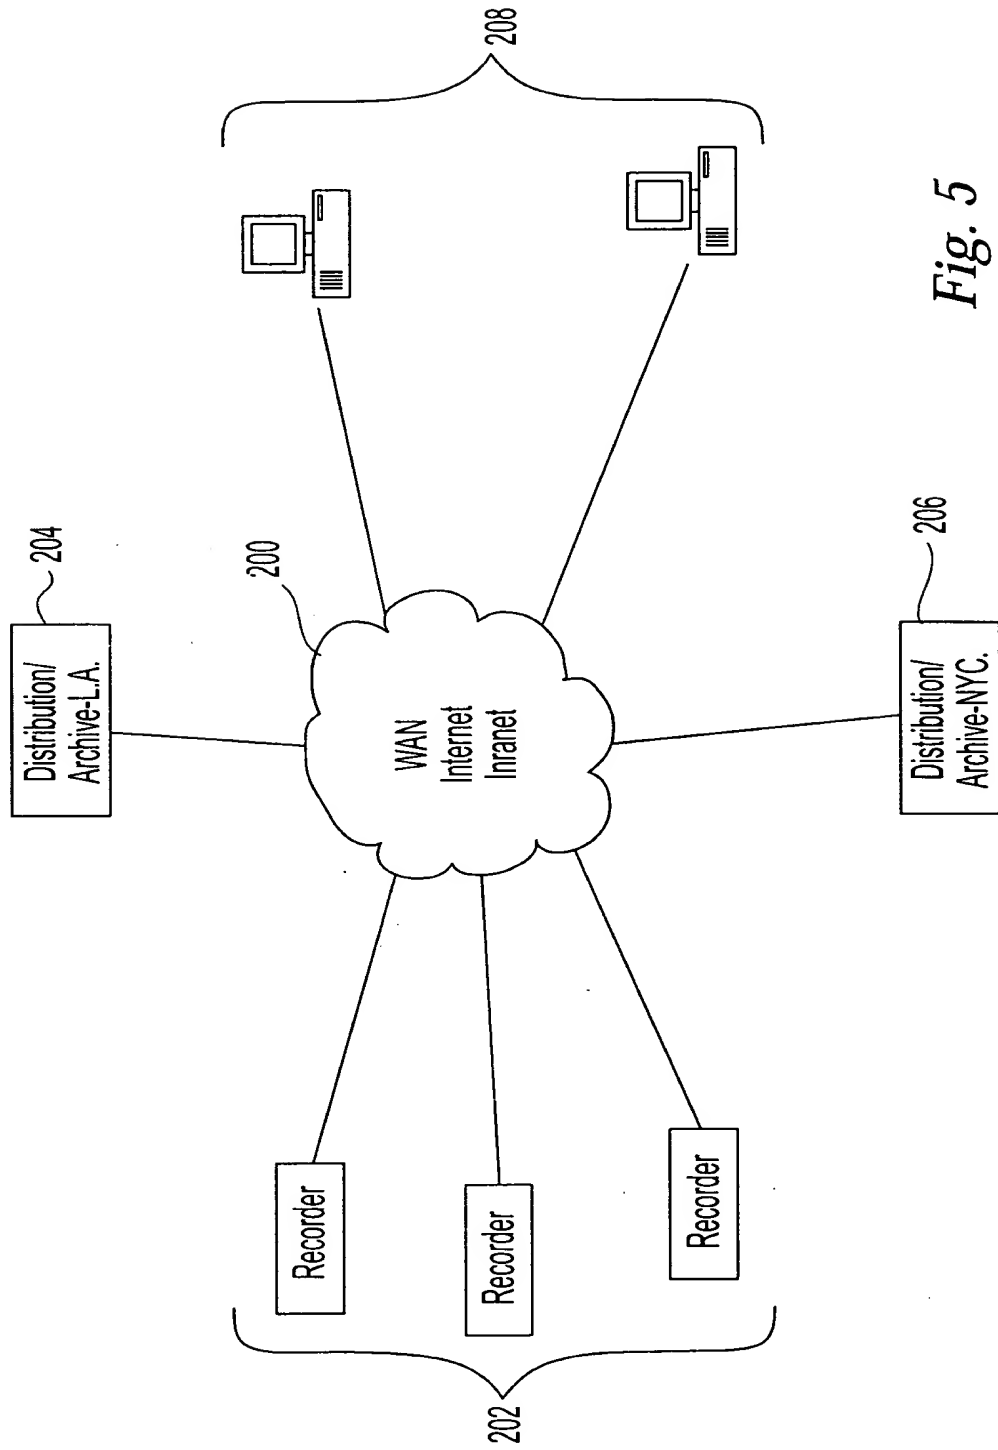 204
Distribution/
Archive-L.A.
200
208
WAN
Internet
Inranet
Recorder
Recorder
Recorder
202
206
Distribution/
Archive-NYC.
Fig. 5